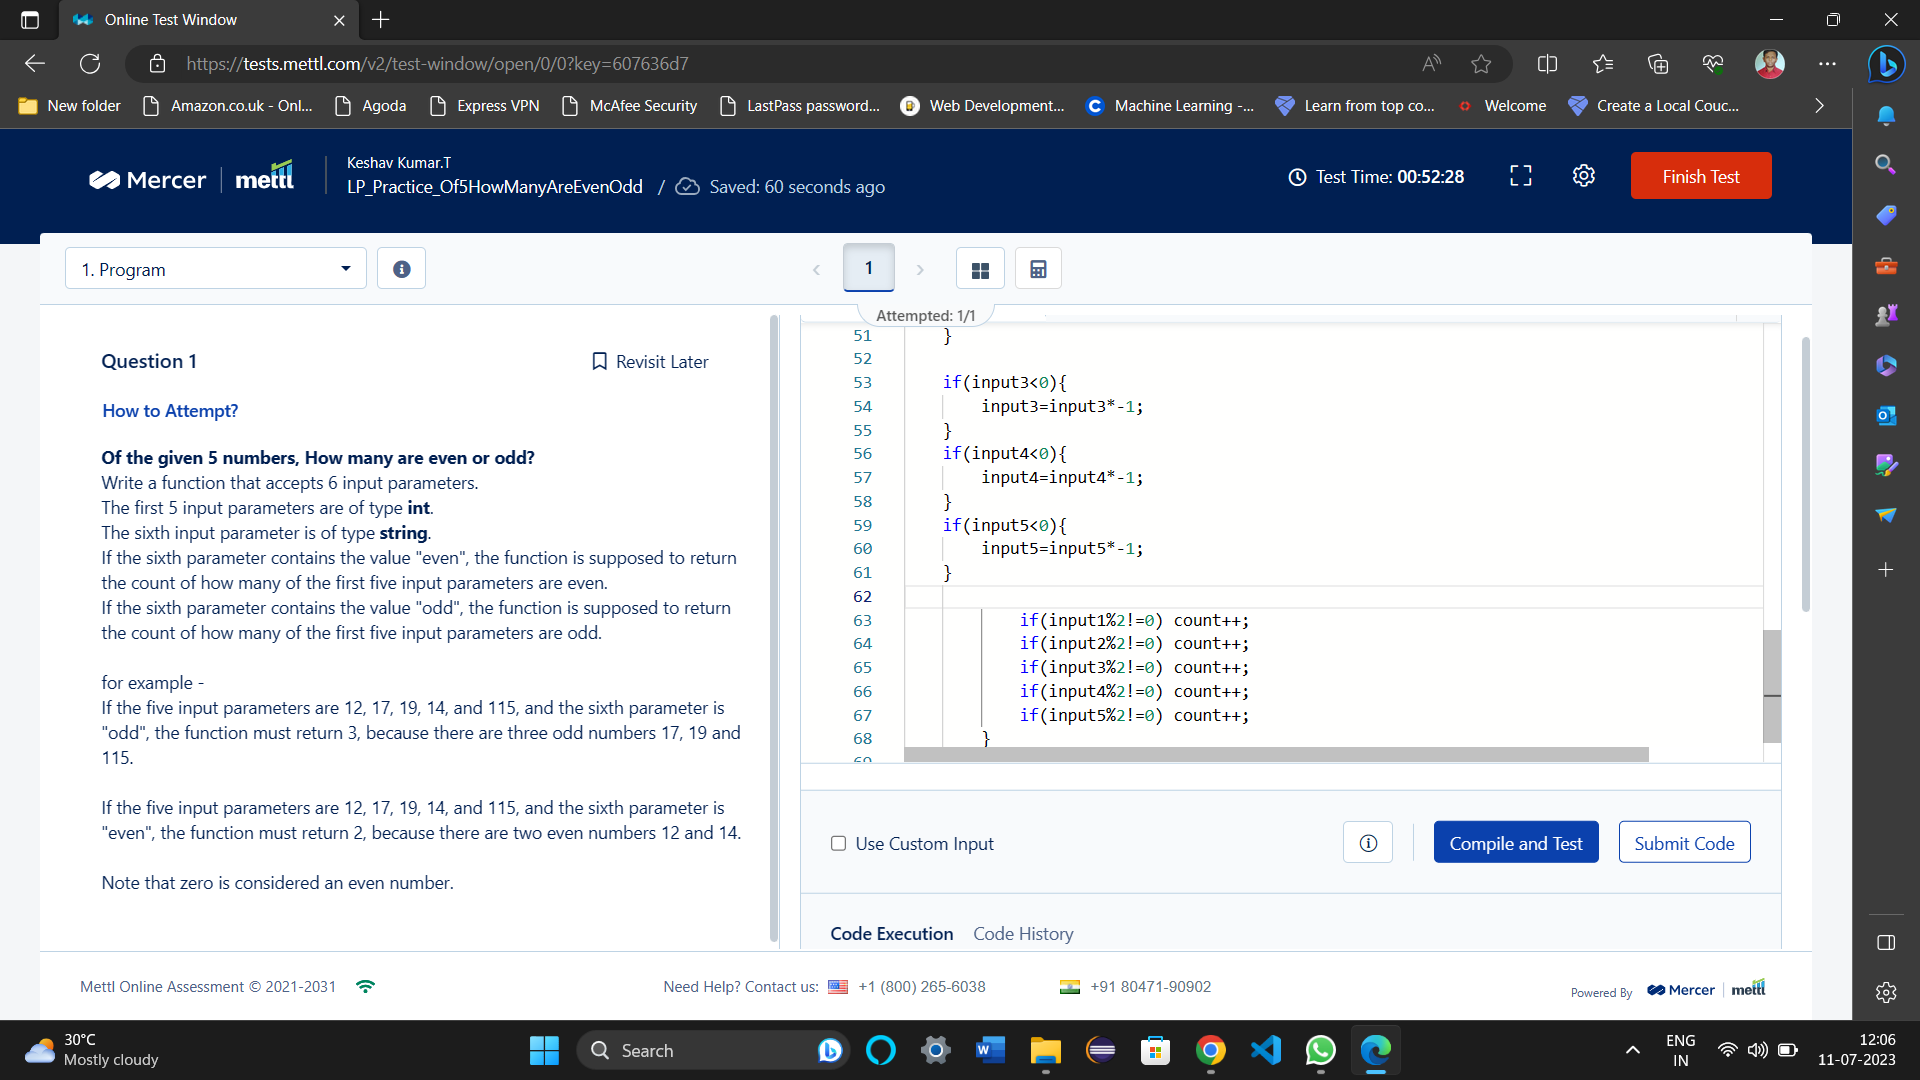 Online Test Window
https://tests.mettl.com/v2/test-window/open/0/0?key=607636d7
New folder
Amazon.co.uk - Onl...
Agoda
Express VPN
McAfee Security
LastPass password...
Web Development...
Machine Learning -...
Learn from top co...
Welcome
Create a Local Couc...
Mercer | mettl
Keshav Kumar.T
LP_Practice_Of5HowManyAreEvenOdd / Saved: 60 seconds ago
Test Time: 00:52:28
Finish Test
1. Program
1
Attempted: 1/1
Question 1
Revisit Later
How to Attempt?
Of the given 5 numbers, How many are even or odd?
Write a function that accepts 6 input parameters.
The first 5 input parameters are of type int.
The sixth input parameter is of type string.
If the sixth parameter contains the value "even", the function is supposed to return
the count of how many of the first five input parameters are even.
If the sixth parameter contains the value "odd", the function is supposed to return
the count of how many of the first five input parameters are odd.
for example -
If the five input parameters are 12, 17, 19, 14, and 115, and the sixth parameter is
"odd", the function must return 3, because there are three odd numbers 17, 19 and
115.
If the five input parameters are 12, 17, 19, 14, and 115, and the sixth parameter is
"even", the function must return 2, because there are two even numbers 12 and 14.
Note that zero is considered an even number.
51 }
52
53 if(input3<0){
54 input3=input3*-1;
55 }
56 if(input4<0){
57 input4=input4*-1;
58 }
59 if(input5<0){
60 input5=input5*-1;
61 }
62
63 if(input1%2!=0) count++;
64 if(input2%2!=0) count++;
65 if(input3%2!=0) count++;
66 if(input4%2!=0) count++;
67 if(input5%2!=0) count++;
68 }
69
Use Custom Input
Compile and Test
Submit Code
Code Execution
Code History
Mettl Online Assessment © 2021-2031
Need Help? Contact us:
+1 (800) 265-6038
+91 80471-90902
Powered By
Mercer | mettl
30°C
Mostly cloudy
Search
ENG
IN
12:06
11-07-2023